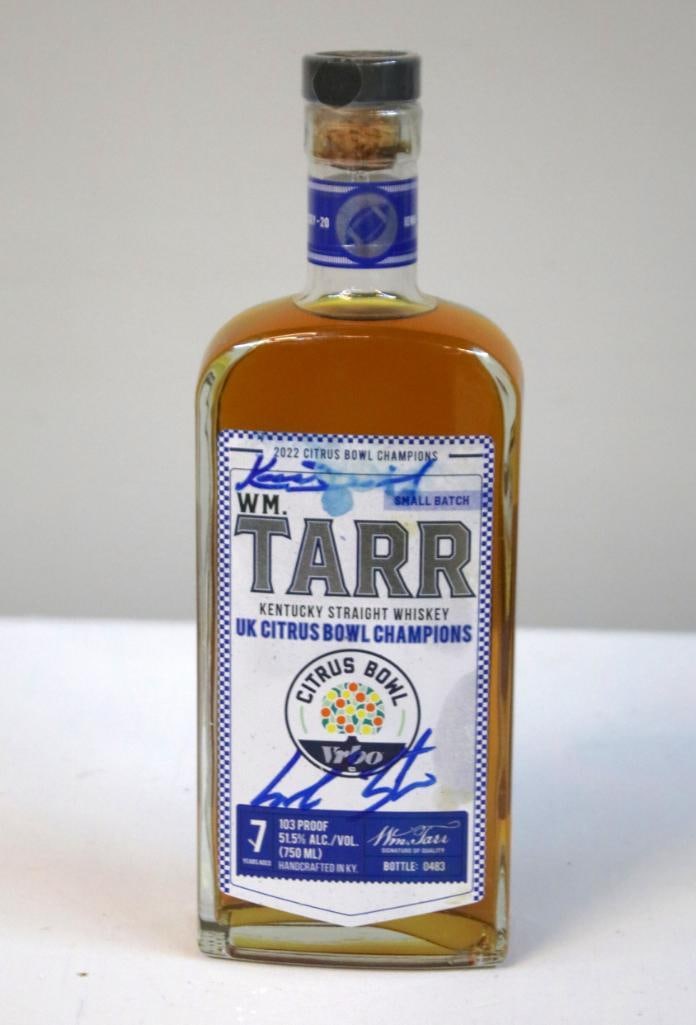 -20
2022 CITRUS BOWL CHAMPIONS
SMALL BATCH
WM.
TARR
KENTUCKY STRAIGHT WHISKEY
UK CITRUS BOWL CHAMPIONS
CITRUS BOWL
Vrbo
7
YEARS AGED
103 PROOF
51.5% ALC./VOL.
(750 ML)
HANDCRAFTED IN KY.
Wm. Tarr
SIGNATURE OF QUALITY
BOTTLE: 0483